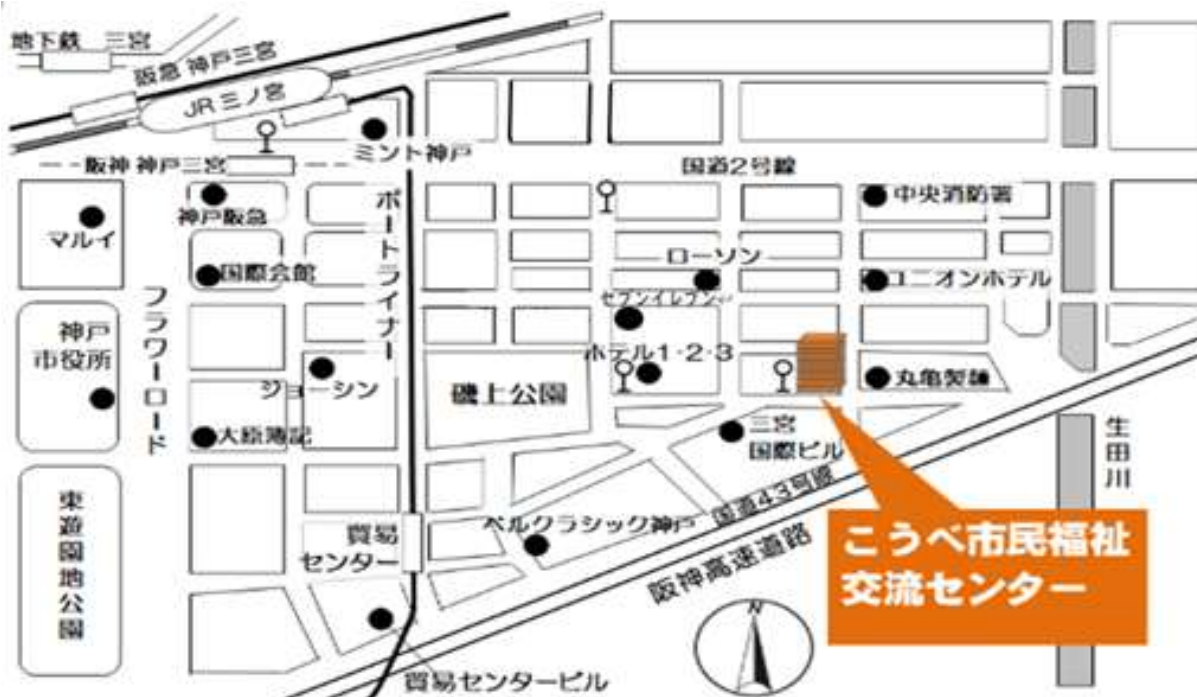 地下鉄 三宮
阪急 神戸三宮
JR 三ノ宮
ミント神戸
阪神 神戸三宮
国道2号線
神戸阪急
マルイ
ポートライナー
中央消防署
ローソン
国際会館
ユニオンホテル
セブンイレブン
フラワーロード
神戸
市役所
ホテル1・2・3
ジョーシン
磯上公園
丸亀製麺
大原簿記
三宮
国際ビル
生田川
国道43号線
東遊園地公園
貿易
センター
ベルクラシック神戸
こうべ市民福祉
交流センター
阪神高速道路
N
貿易センタービル